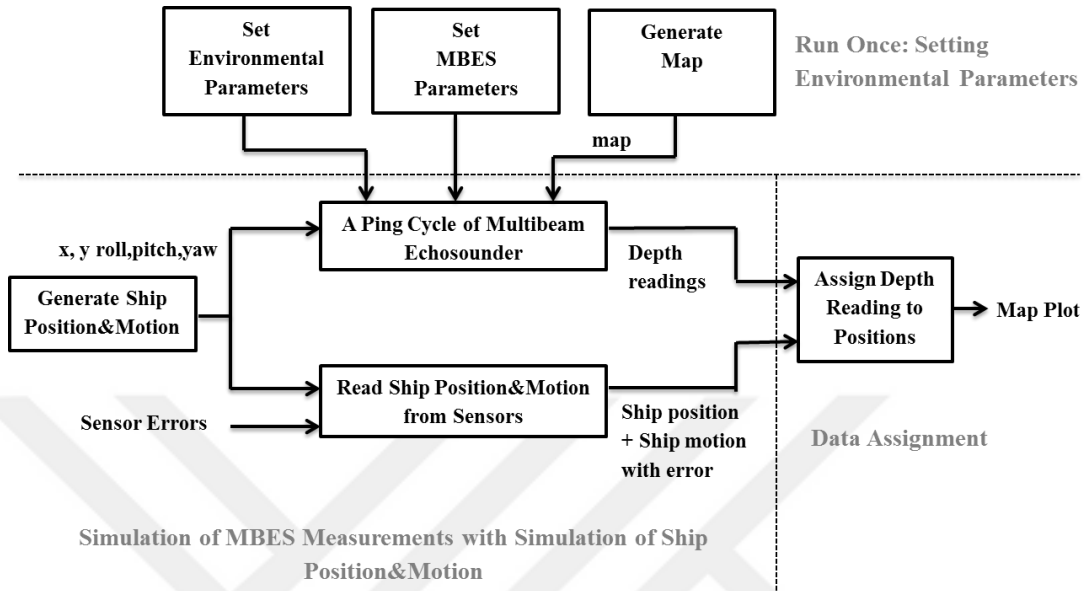 Set
Environmental
Parameters
Set
MBES
Parameters
Generate
Map
Run Once: Setting
Environmental Parameters
map
x, y roll,pitch,yaw
A Ping Cycle of Multibeam
Echosounder
Depth
readings
Generate Ship
Position&Motion
Assign Depth
Reading to
Positions
Map Plot
Read Ship Position&Motion
from Sensors
Sensor Errors
Ship position
+ Ship motion
with error
Data Assignment
Simulation of MBES Measurements with Simulation of Ship
Position&Motion